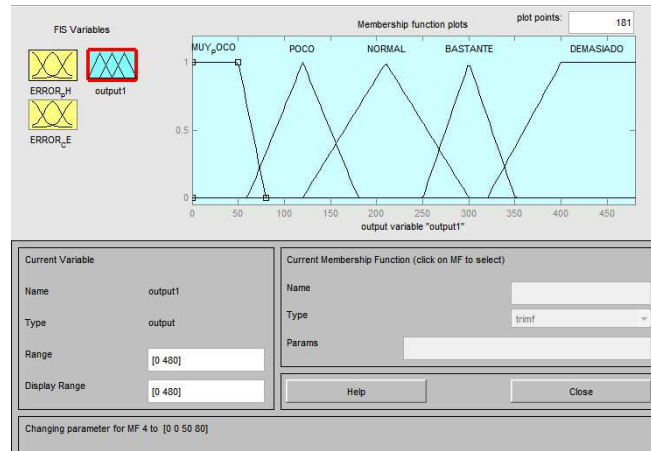 FIS Variables
Membership function plots
plot points:
181
ERROR_pH
output1
ERROR_CE
MUY_pOCO
POCO
NORMAL
BASTANTE
DEMASIADO
1
0.5
0
0 50 100 150 200 250 300 350 400 450
output variable "output1"
Current Variable
Name output1
Type output
Range [0 480]
Display Range [0 480]
Current Membership Function (click on MF to select)
Name
Type trimf
Params
Help
Close
Changing parameter for MF 4 to [0 0 50 80]